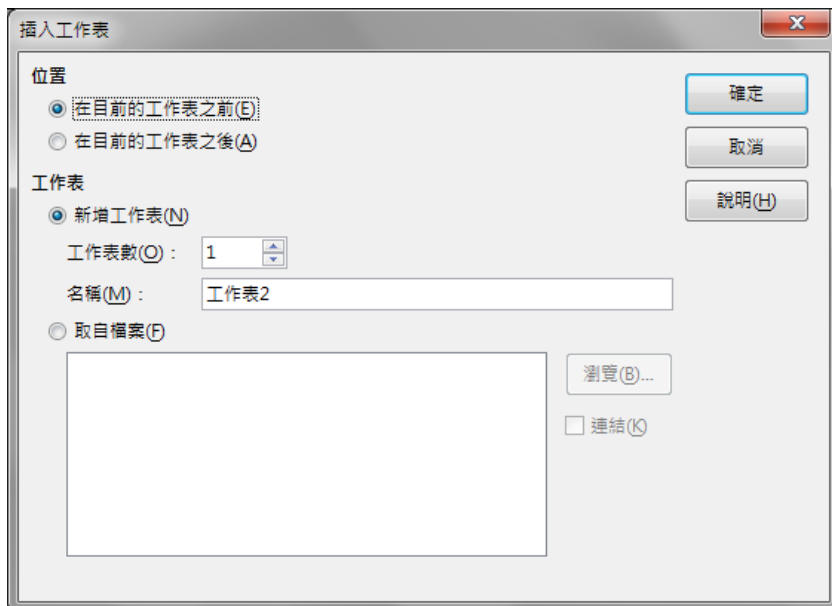 插入工作表
位置
在目前的工作表之前(E)
在目前的工作表之後(A)
工作表
新增工作表(N)
工作表數(O)：
1
名稱(M)：
工作表2
取自檔案(F)
瀏覽(B)...
連結(K)
確定
取消
說明(H)